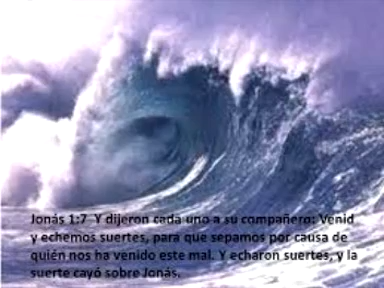 Jonás 1:7  Y dijeron cada uno a su compañero: Venid
y echemos suertes, para que sepamos por causa de
quién nos ha venido este mal. Y echaron suertes, y la
suerte cayó sobre Jonás.